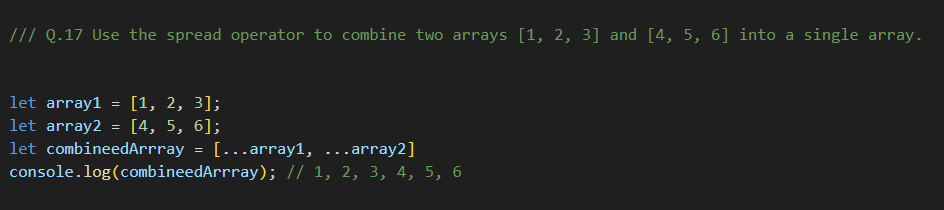 /// Q.17 Use the spread operator to combine two arrays [1, 2, 3] and [4, 5, 6] into a single array.
let array1 = [1, 2, 3];
let array2 = [4, 5, 6];
let combineedArrray = [...array1, ...array2]
console.log(combineedArrray); // 1, 2, 3, 4, 5, 6